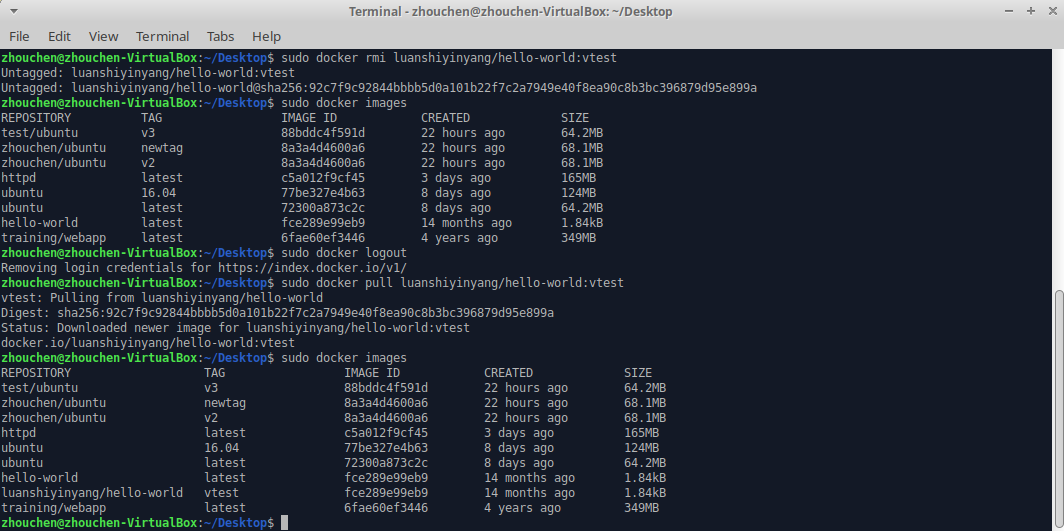 Terminal - zhouchen@zhouchen-VirtualBox: ~/Desktop
File Edit View Terminal Tabs Help
zhouchen@zhouchen-VirtualBox:~/Desktop$ sudo docker rmi luanshiyinyang/hello-world:vtest
Untagged: luanshiyinyang/hello-world:vtest
Untagged: luanshiyinyang/hello-world@sha256:92c7f9c92844bbbb5d0a101b22f7c2a7949e40f8ea90c8b3bc396879d95e899a
zhouchen@zhouchen-VirtualBox:~/Desktop$ sudo docker images
REPOSITORY TAG IMAGE ID CREATED SIZE
test/ubuntu v3 88bddc4f591d 22 hours ago 64.2MB
zhouchen/ubuntu newtag 8a3a4d4600a6 22 hours ago 68.1MB
zhouchen/ubuntu v2 8a3a4d4600a6 22 hours ago 68.1MB
httpd latest c5a012f9cf45 3 days ago 165MB
ubuntu 16.04 77be327e4b63 8 days ago 124MB
ubuntu latest 72300a873c2c 8 days ago 64.2MB
hello-world latest fce289e99eb9 14 months ago 1.84kB
training/webapp latest 6fae60ef3446 4 years ago 349MB
zhouchen@zhouchen-VirtualBox:~/Desktop$ sudo docker logout
Removing login credentials for https://index.docker.io/v1/
zhouchen@zhouchen-VirtualBox:~/Desktop$ sudo docker pull luanshiyinyang/hello-world:vtest
vtest: Pulling from luanshiyinyang/hello-world
Digest: sha256:92c7f9c92844bbbb5d0a101b22f7c2a7949e40f8ea90c8b3bc396879d95e899a
Status: Downloaded newer image for luanshiyinyang/hello-world:vtest
docker.io/luanshiyinyang/hello-world:vtest
zhouchen@zhouchen-VirtualBox:~/Desktop$ sudo docker images
REPOSITORY TAG IMAGE ID CREATED SIZE
test/ubuntu v3 88bddc4f591d 22 hours ago 64.2MB
zhouchen/ubuntu newtag 8a3a4d4600a6 22 hours ago 68.1MB
zhouchen/ubuntu v2 8a3a4d4600a6 22 hours ago 68.1MB
httpd latest c5a012f9cf45 3 days ago 165MB
ubuntu 16.04 77be327e4b63 8 days ago 124MB
ubuntu latest 72300a873c2c 8 days ago 64.2MB
hello-world latest fce289e99eb9 14 months ago 1.84kB
luanshiyinyang/hello-world vtest fce289e99eb9 14 months ago 1.84kB
training/webapp latest 6fae60ef3446 4 years ago 349MB
zhouchen@zhouchen-VirtualBox:~/Desktop$